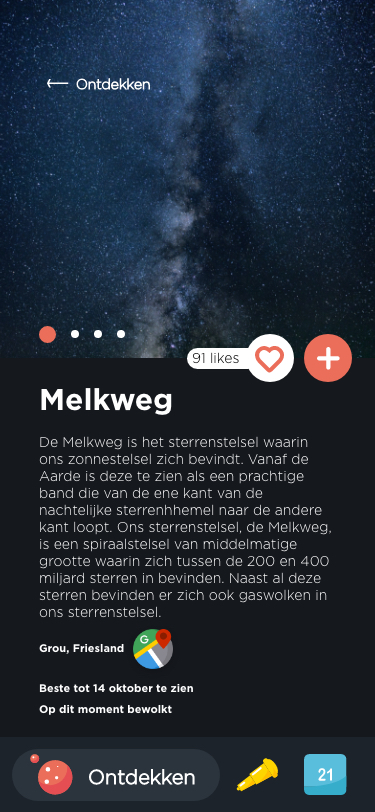 Ontdekken
91 likes
Melkweg
De Melkweg is het sterrenstelsel waarin
ons zonnestelsel zich bevindt. Vanaf de
Aarde is deze te zien als een prachtige
band die van de ene kant van de
nachtelijke sterrenhhemel naar de andere
kant loopt. Ons sterrenstelsel, de Melkweg,
is een spiraalstelsel van middelmatige
grootte waarin zich tussen de 200 en 400
miljard sterren in bevinden. Naast al deze
sterren bevinden er zich ook gaswolken in
ons sterrenstelsel.
Grou, Friesland
G
Beste tot 14 oktober te zien
Op dit moment bewolkt
Ontdekken
21